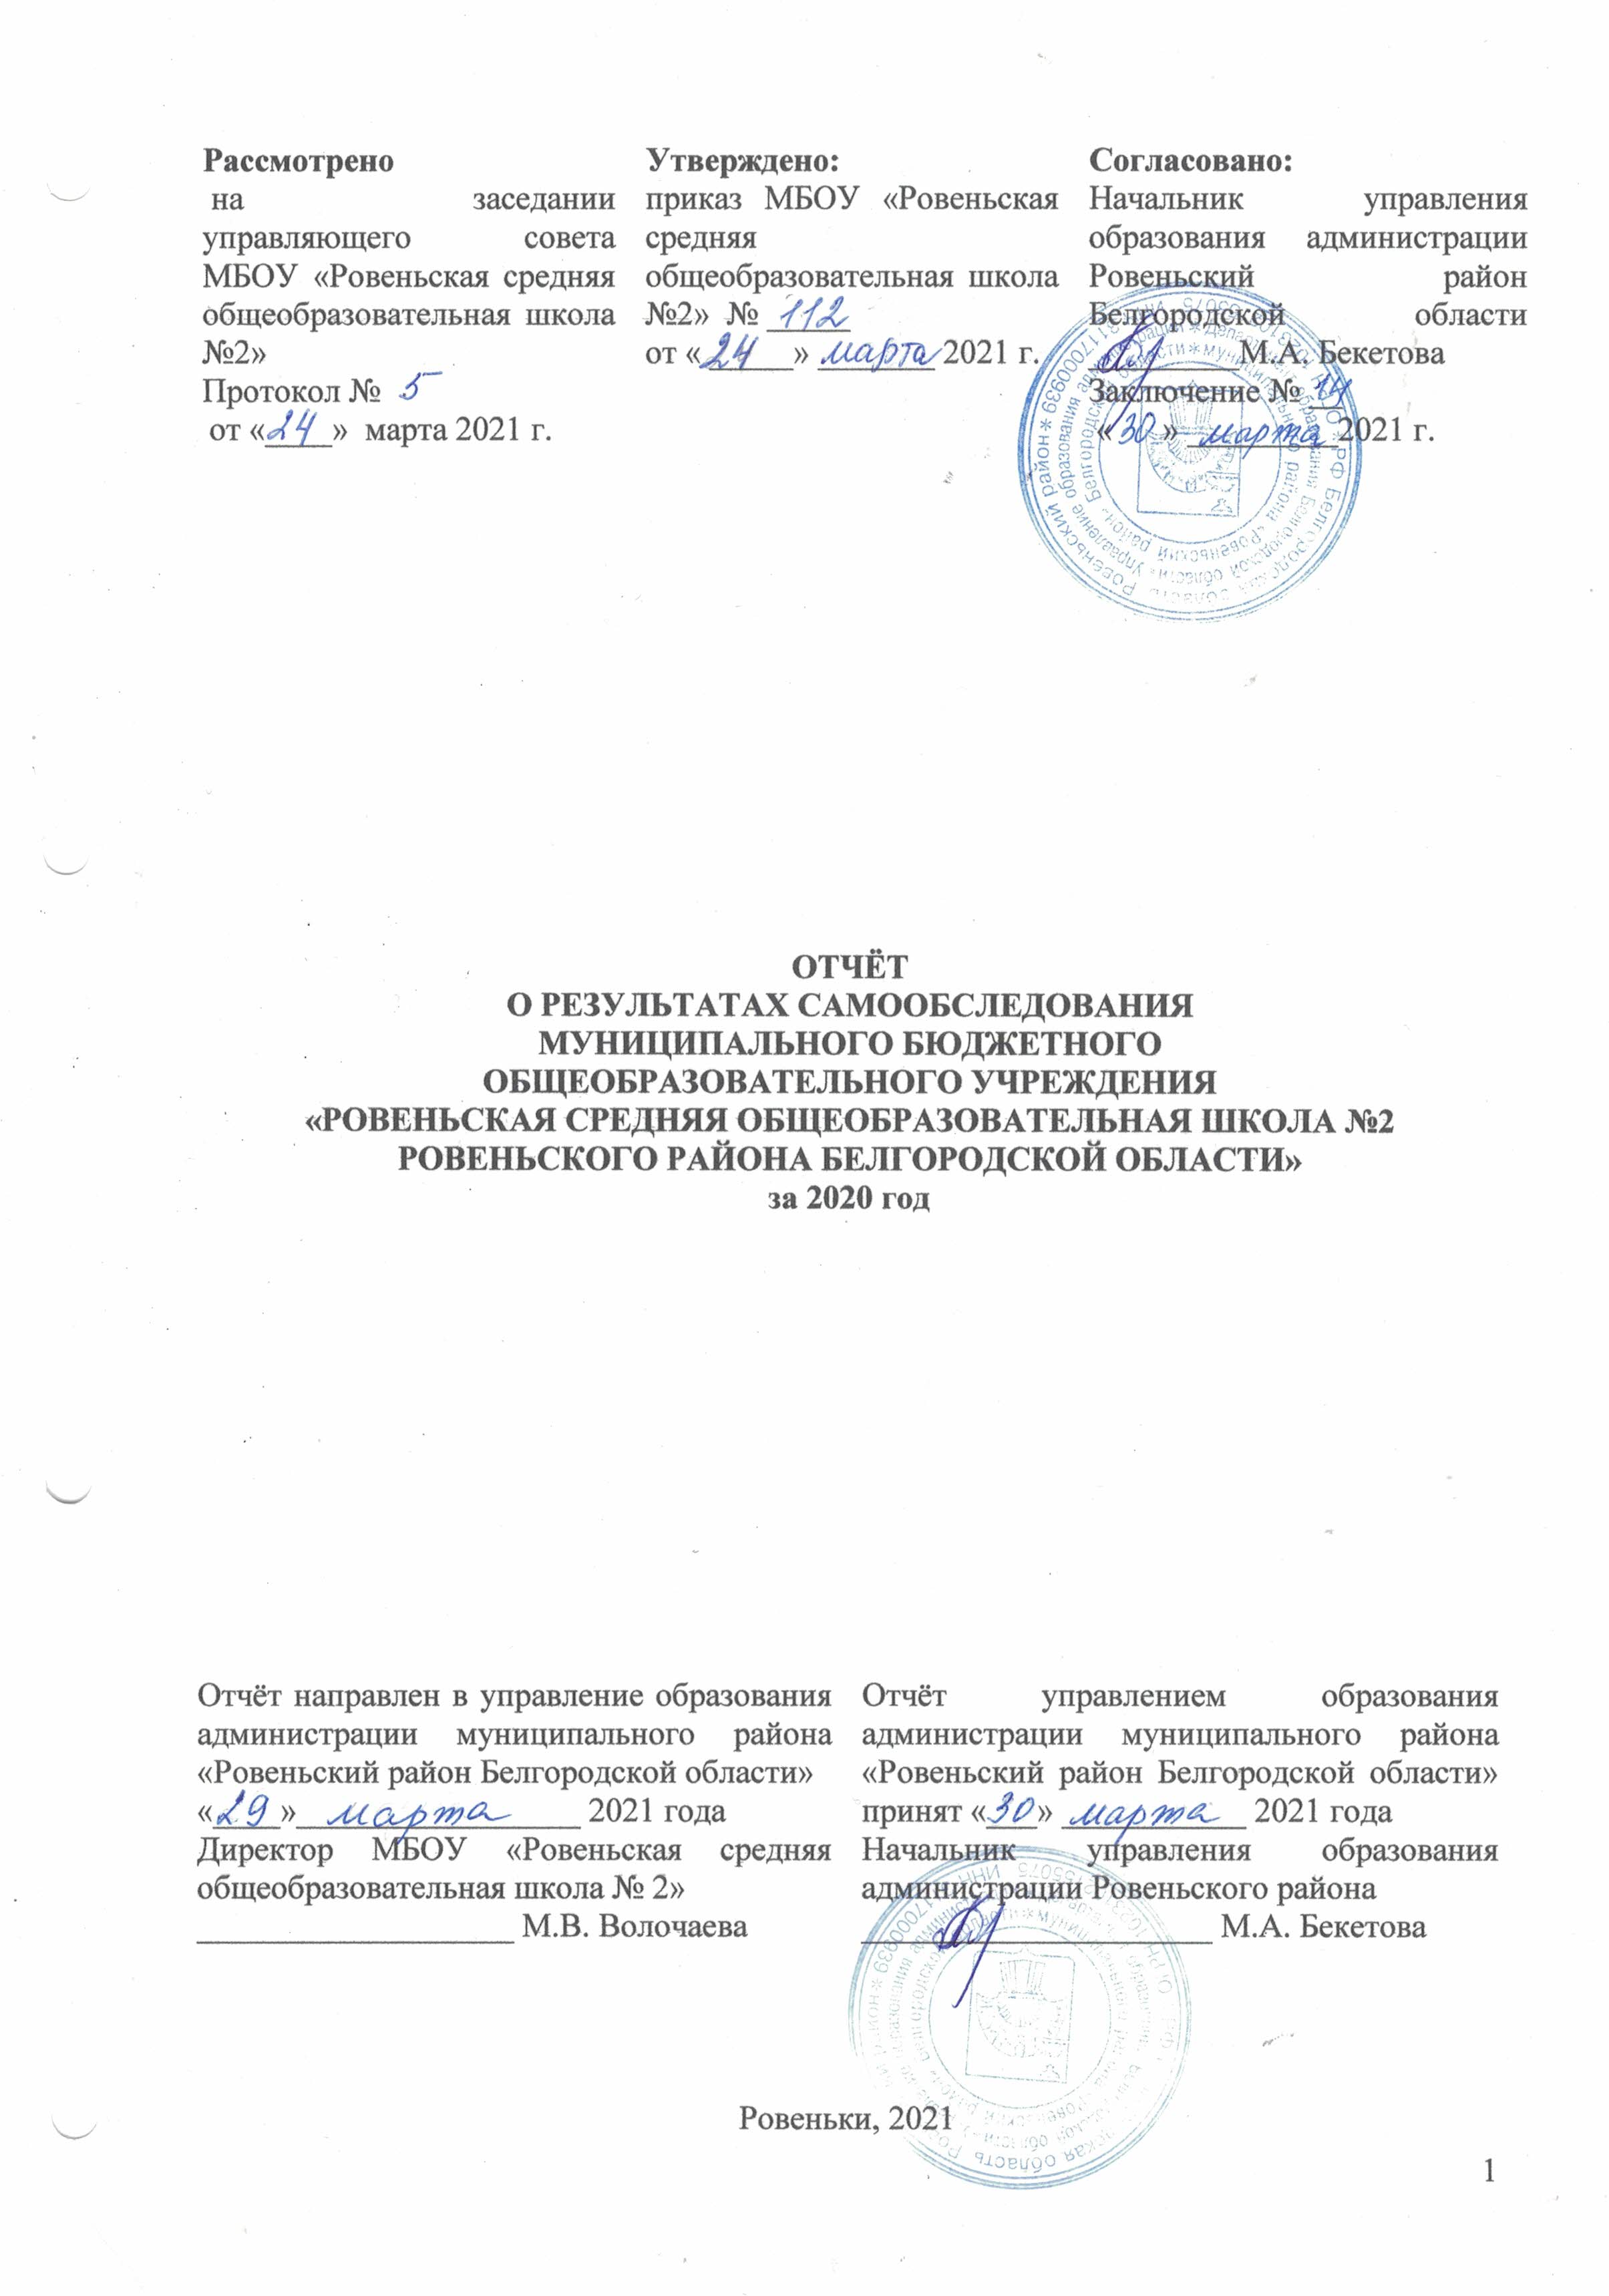 Рассмотрено
на заседании
управляющего совета
МБОУ «Ровеньская средняя
общеобразовательная школа
№2»
Протокол № 5
от «24» марта 2021 г.
Утверждено:
приказ МБОУ «Ровеньская
средняя
общеобразовательная школа
№2» № 112
от «24» марта 2021 г.
Согласовано:
Начальник управления
образования администрации
Ровеньский район
Белгородской области
М.А. Бекетова
Заключение № 14
«30» марта 2021 г.
ОТЧЁТ
О РЕЗУЛЬТАТАХ САМООБСЛЕДОВАНИЯ
МУНИЦИПАЛЬНОГО БЮДЖЕТНОГО
ОБЩЕОБРАЗОВАТЕЛЬНОГО УЧРЕЖДЕНИЯ
«РОВЕНЬСКАЯ СРЕДНЯЯ ОБЩЕОБРАЗОВАТЕЛЬНАЯ ШКОЛА №2
РОВЕНЬСКОГО РАЙОНА БЕЛГОРОДСКОЙ ОБЛАСТИ»
за 2020 год
Отчёт направлен в управление образования
администрации муниципального района
«Ровеньский район Белгородской области»
«29» марта 2021 года
Директор МБОУ «Ровеньская средняя
общеобразовательная школа № 2»
М.В. Волочаева
Отчёт управлением образования
администрации муниципального района
«Ровеньский район Белгородской области»
принят «30» марта 2021 года
Начальник управления образования
администрации Ровеньского района
М.А. Бекетова
Ровеньки, 2021
1